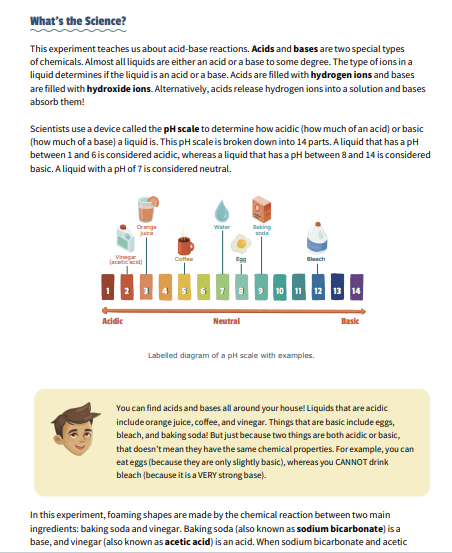 What's the Science?
This experiment teaches us about acid-base reactions. Acids and bases are two special types
of chemicals. Almost all liquids are either an acid or a base to some degree. The type of ions in a
liquid determines if the liquid is an acid or a base. Acids are filled with hydrogen ions and bases
are filled with hydroxide ions. Alternatively, acids release hydrogen ions into a solution and bases
absorb them!
Scientists use a device called the pH scale to determine how acidic (how much of an acid) or basic
(how much of a base) a liquid is. This pH scale is broken down into 14 parts. A liquid that has a pH
between 1 and 6 is considered acidic, whereas a liquid that has a pH between 8 and 14 is considered
basic. A liquid with a pH of 7 is considered neutral.
Orange
juice
Water
Baking
soda
Vinegar
(acetic acid)
Coffee
Egg
Bleach
1 2 3 4 5 6 7 8 9 10 11 12 13 14
Acidic Neutral Basic
Labelled diagram of a pH scale with examples.
You can find acids and bases all around your house! Liquids that are acidic
include orange juice, coffee, and vinegar. Things that are basic include eggs,
bleach, and baking soda! But just because two things are both acidic or basic,
that doesn't mean they have the same chemical properties. For example, you can
eat eggs (because they are only slightly basic), whereas you CANNOT drink
bleach (because it is a VERY strong base).
In this experiment, foaming shapes are made by the chemical reaction between two main
ingredients: baking soda and vinegar. Baking soda (also known as sodium bicarbonate) is a
base, and vinegar (also known as acetic acid) is an acid. When sodium bicarbonate and acetic